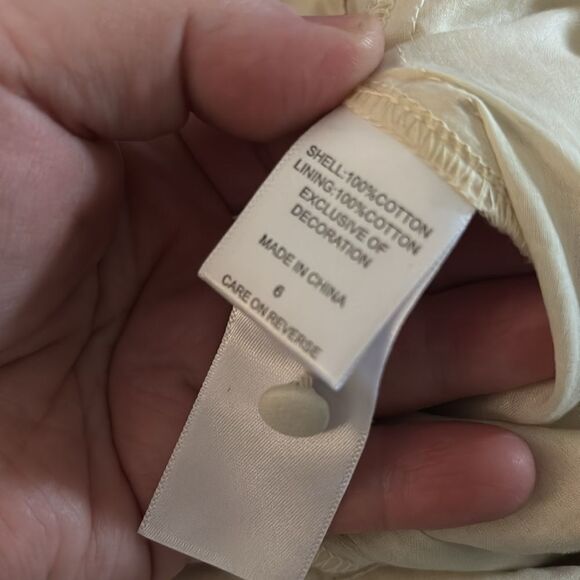 SHELL:100%COTTON
LINING:100%COTTON
EXCLUSIVE OF
DECORATION
MADE IN CHINA
6
CARE ON REVERSE